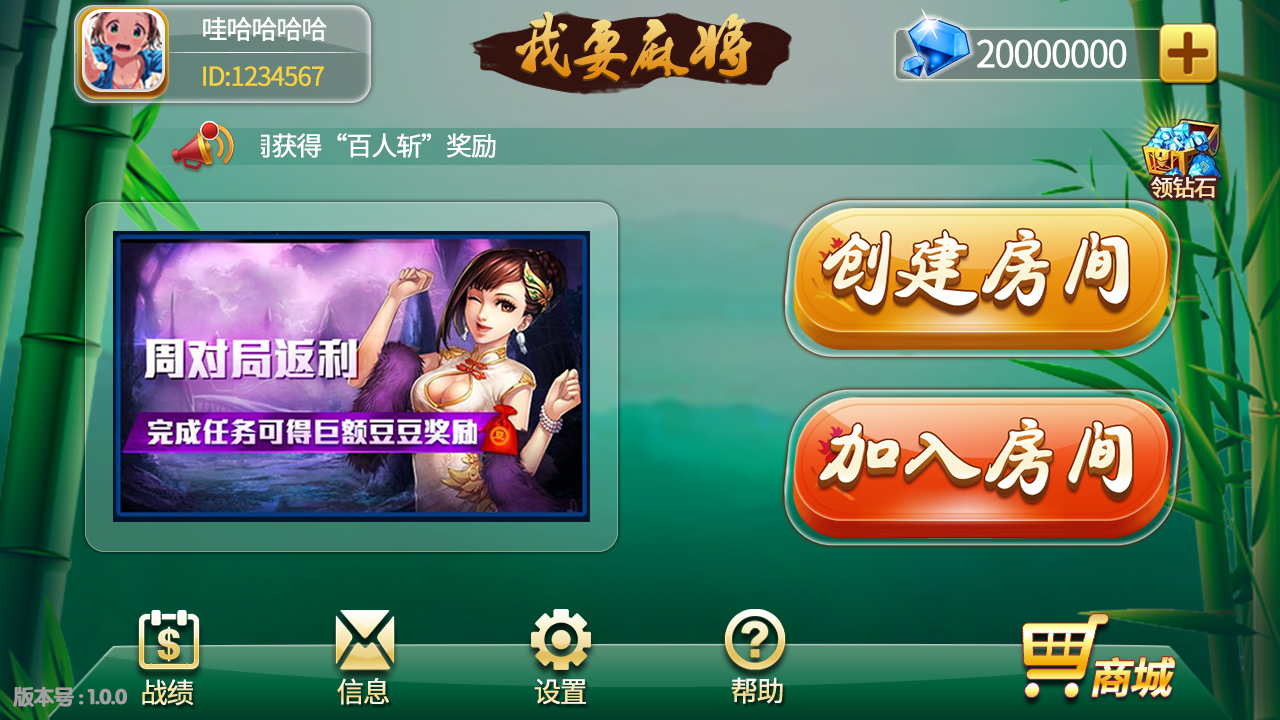 哇哈哈哈哈
ID:1234567
我要麻将
20000000
获得“百人斩”奖励
领钻石
周对局返利
完成任务可得巨额豆豆奖励
创建房间
加入房间
版本号:1.0.0
战绩
信息
设置
帮助
商城